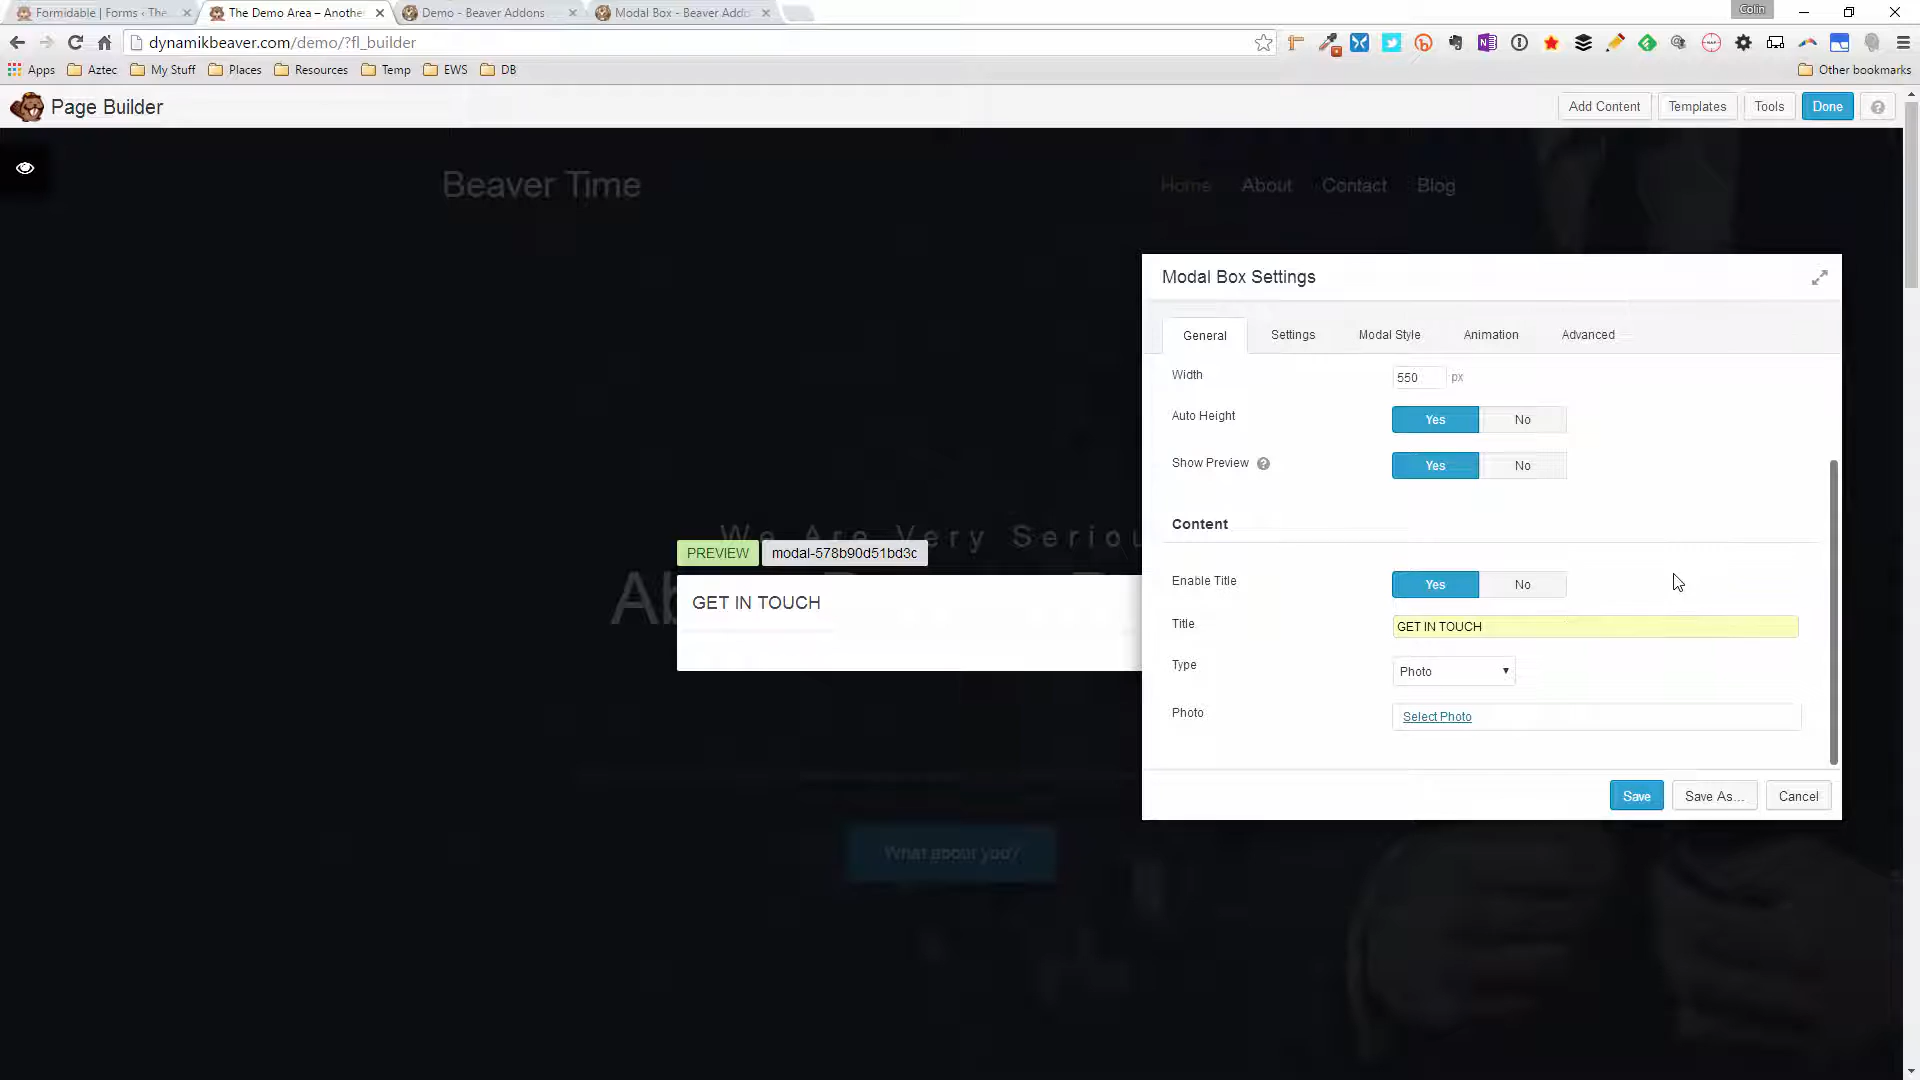 Formidable | Forms ‹ The
The Demo Area – Anothe
Demo - Beaver Addons
Modal Box - Beaver Add
Colin
dynamikbeaver.com/demo/?fl_builder
Apps
Aztec
My Stuff
Places
Resources
Temp
EWS
DB
Other bookmarks
Page Builder
Add Content
Templates
Tools
Done
Beaver Time
Home
About
Contact
Blog
Modal Box Settings
General
Settings
Modal Style
Animation
Advanced
Width
550 px
Auto Height
Yes
No
Show Preview
Yes
No
Content
We Are Very Seriou
PREVIEW
modal-578b90d51bd3c
GET IN TOUCH
Enable Title
Yes
No
Title
GET IN TOUCH
Type
Photo
Photo
Select Photo
Save
Save As...
Cancel
What about you?